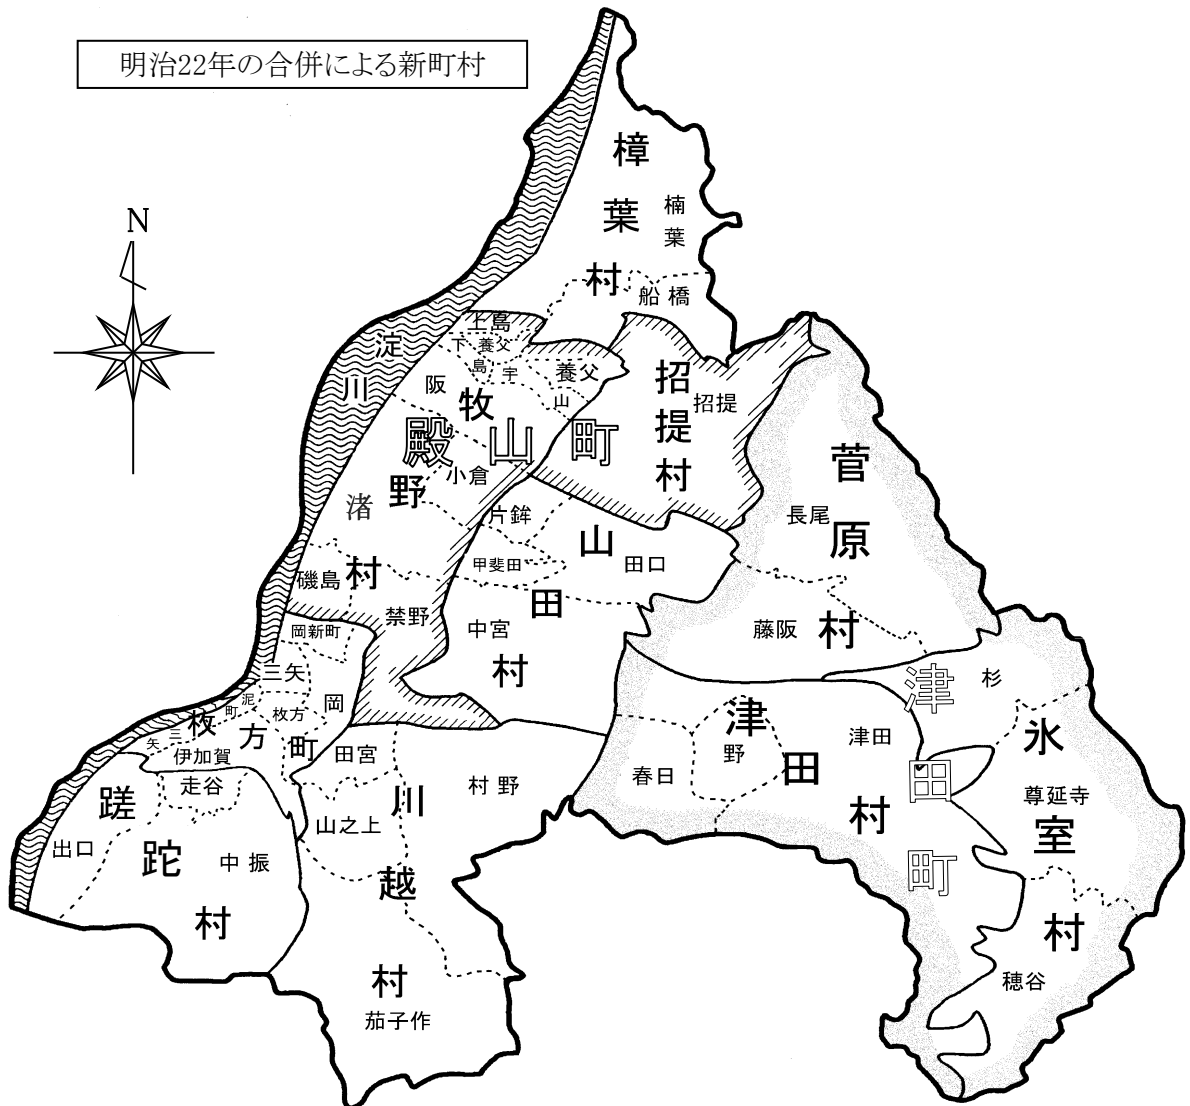 明治22年の合併による新町村
N
樟葉村
楠葉
船橋
淀川
上島
下島
養父
宇山
養父
阪
牧野村
殿山町
小倉
渚
磯島
禁野
招提村
招提
片鉾
甲斐田
山田村
田口
中宮
菅原村
長尾
藤阪
津田町
杉
氷室村
尊延寺
穂谷
津田村
津田
野
春日
岡新町
三矢
泥町
枚方
岡
枚方町
三矢
伊加賀
走谷
蹉跎村
出口
中振
田宮
川越村
村野
山之上
茄子作